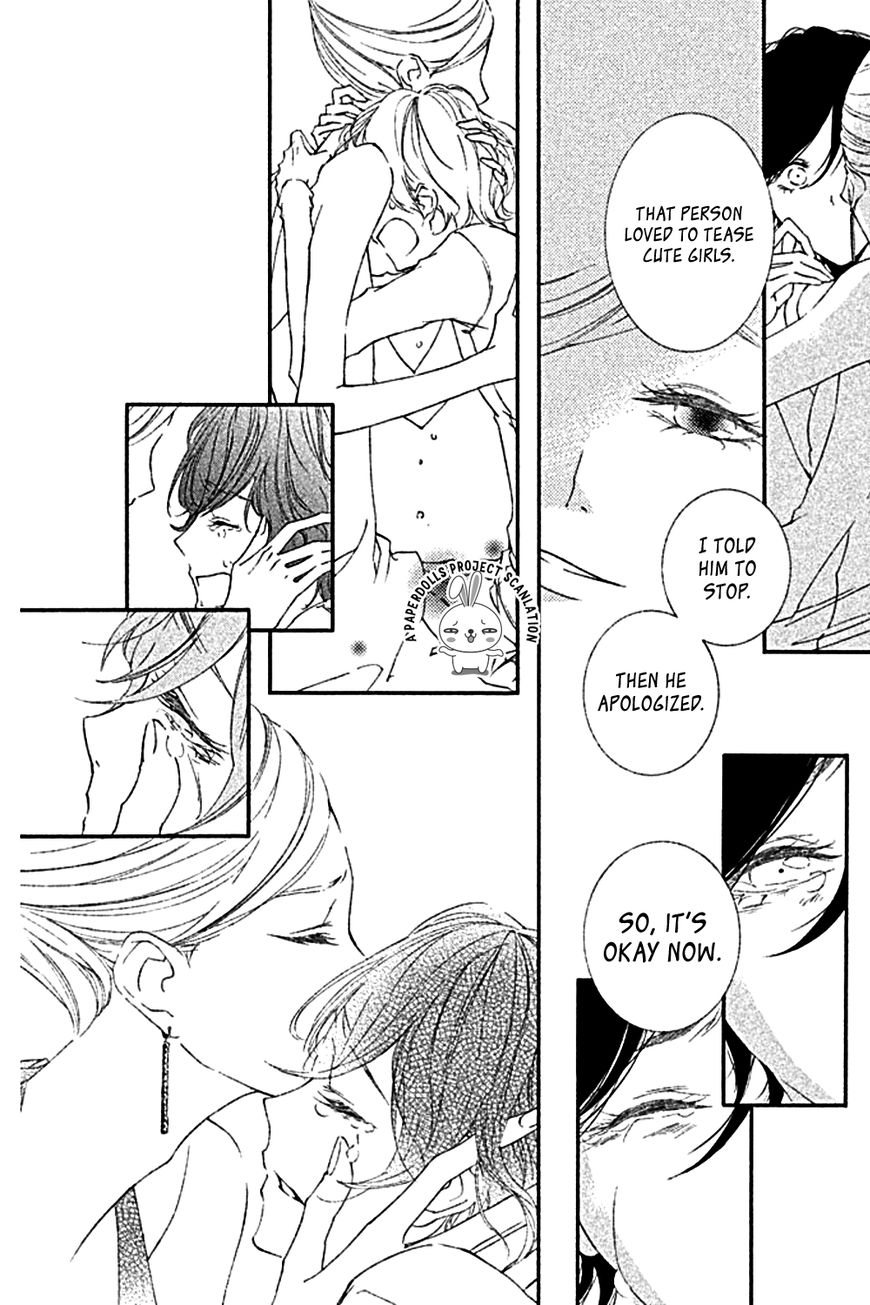 THAT PERSON
LOVED TO TEASE
CUTE GIRLS.
I TOLD
HIM TO
STOP.
THEN HE
APOLOGIZED.
SO, IT'S
OKAY NOW.
A PAPERDOLLS PROJECT SCANLATION